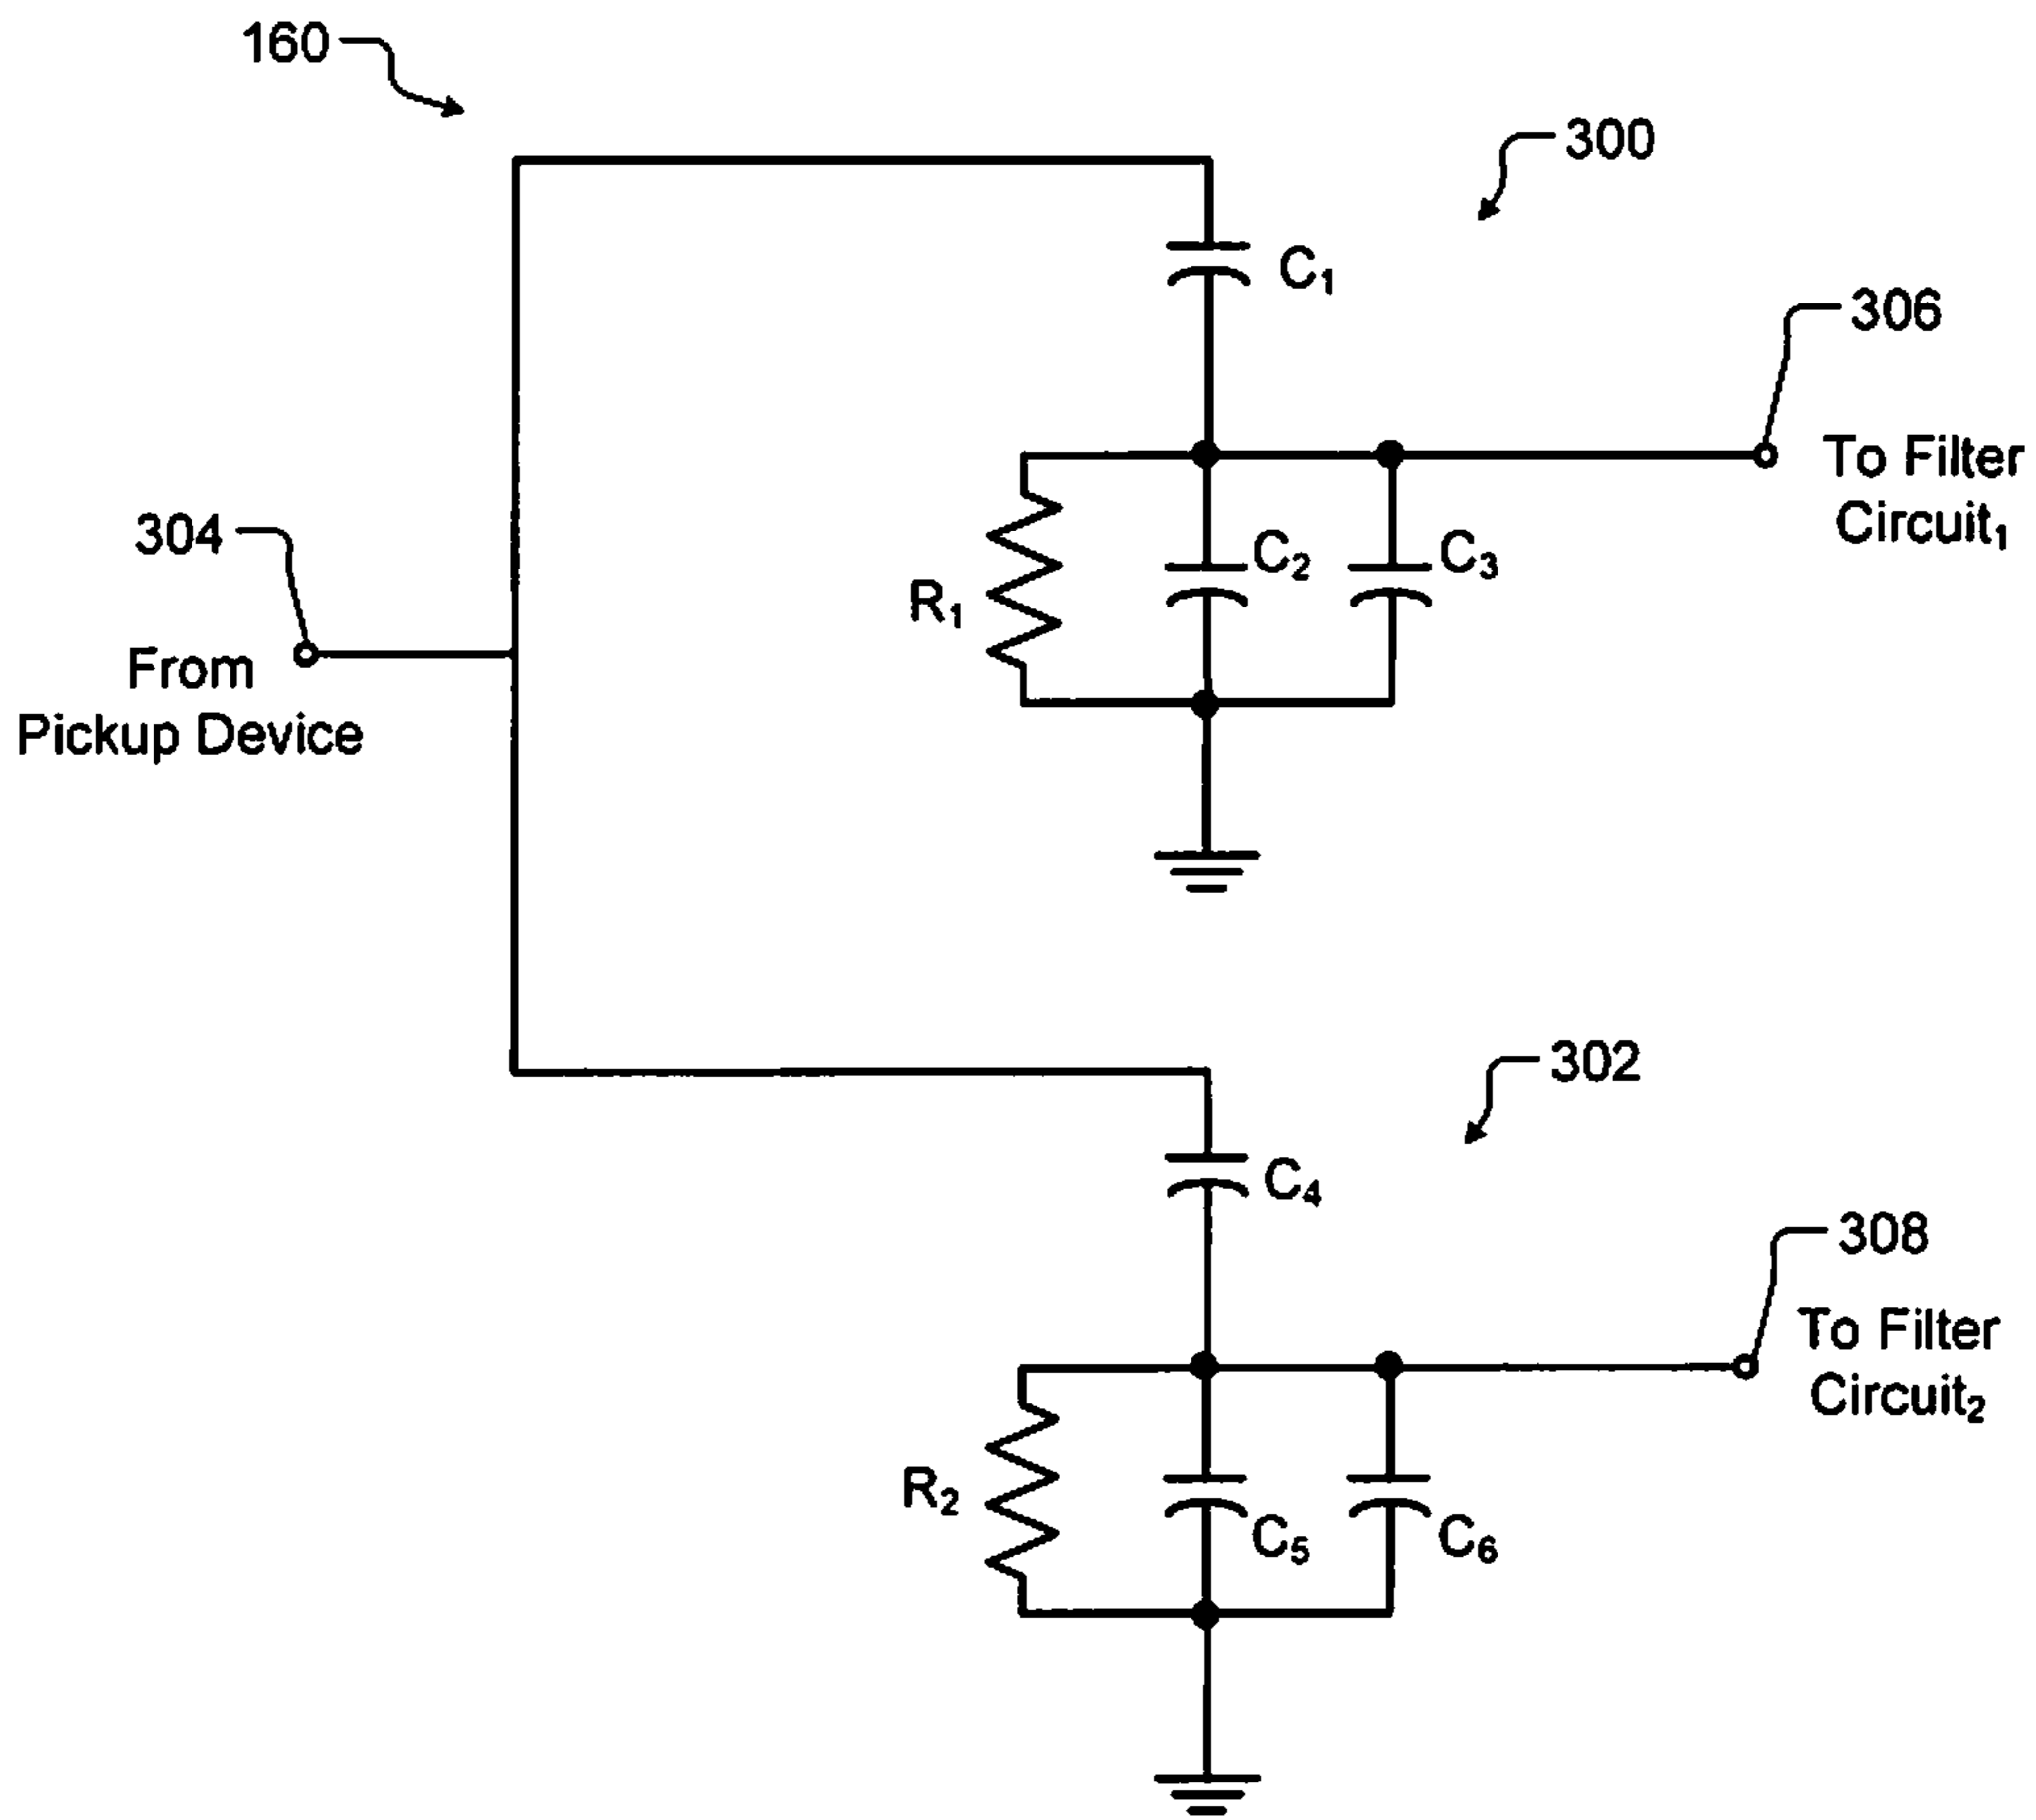 160
300
C₁
306
To Filter
Circuit₁
304
From
Pickup Device
R₁
C₂
C₃
302
C₄
308
To Filter
Circuit₂
R₂
C₅
C₆